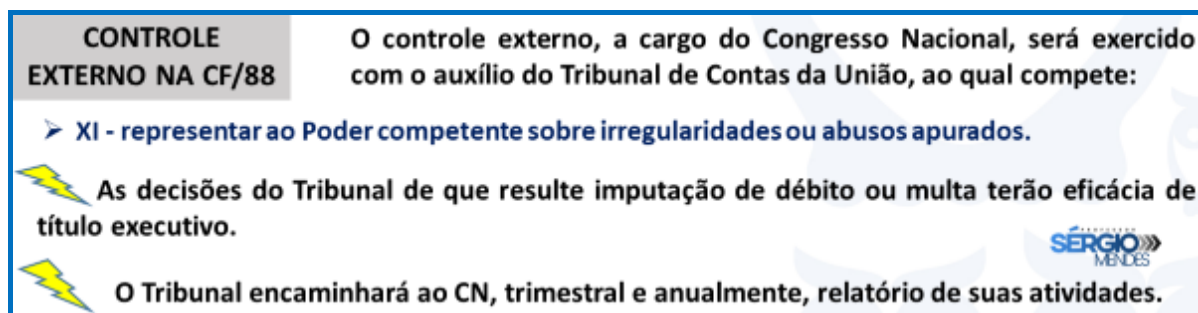 CONTROLE
EXTERNO NA CF/88
O controle externo, a cargo do Congresso Nacional, será exercido
com o auxílio do Tribunal de Contas da União, ao qual compete:
➢ XI - representar ao Poder competente sobre irregularidades ou abusos apurados.
As decisões do Tribunal de que resulte imputação de débito ou multa terão eficácia de
título executivo.
PROFESSOR
SÉRGIO
MENDES
O Tribunal encaminhará ao CN, trimestral e anualmente, relatório de suas atividades.